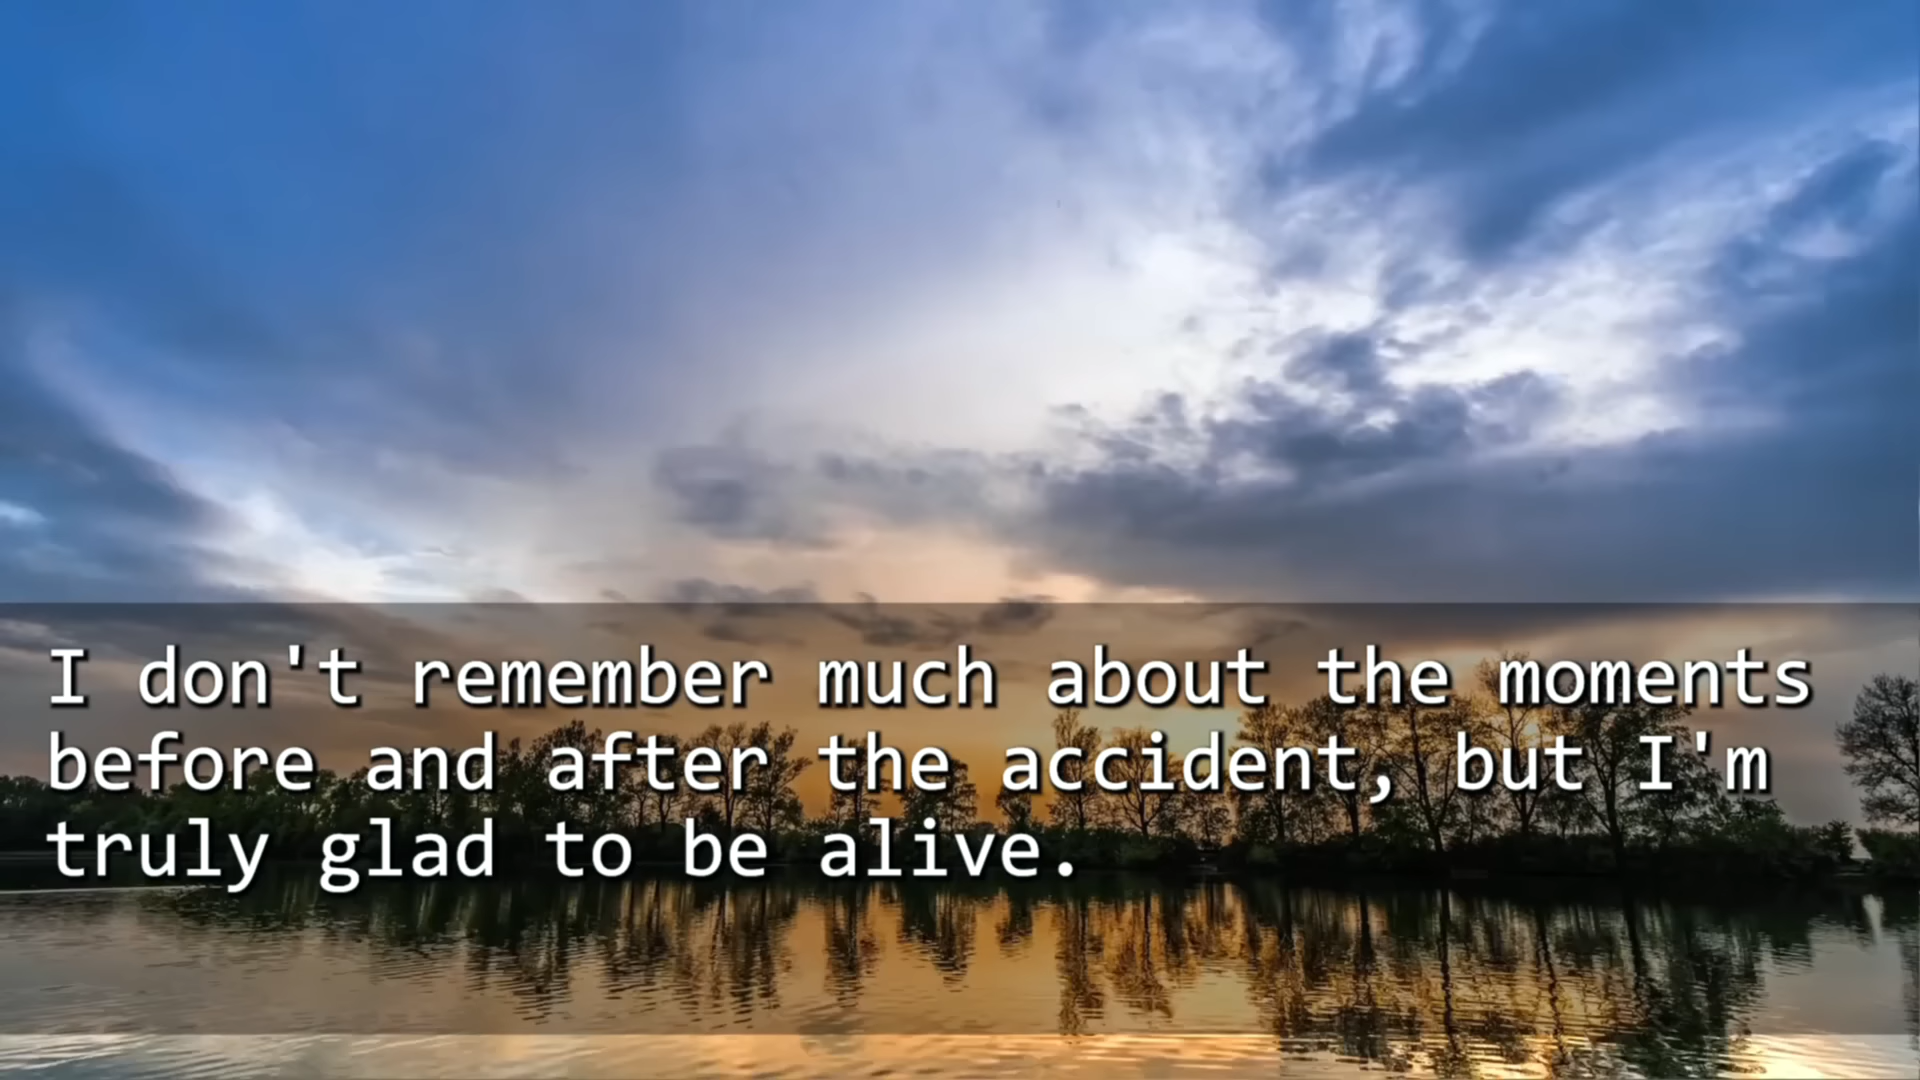 I don't remember much about the moments
before and after the accident, but I'm
truly glad to be alive.